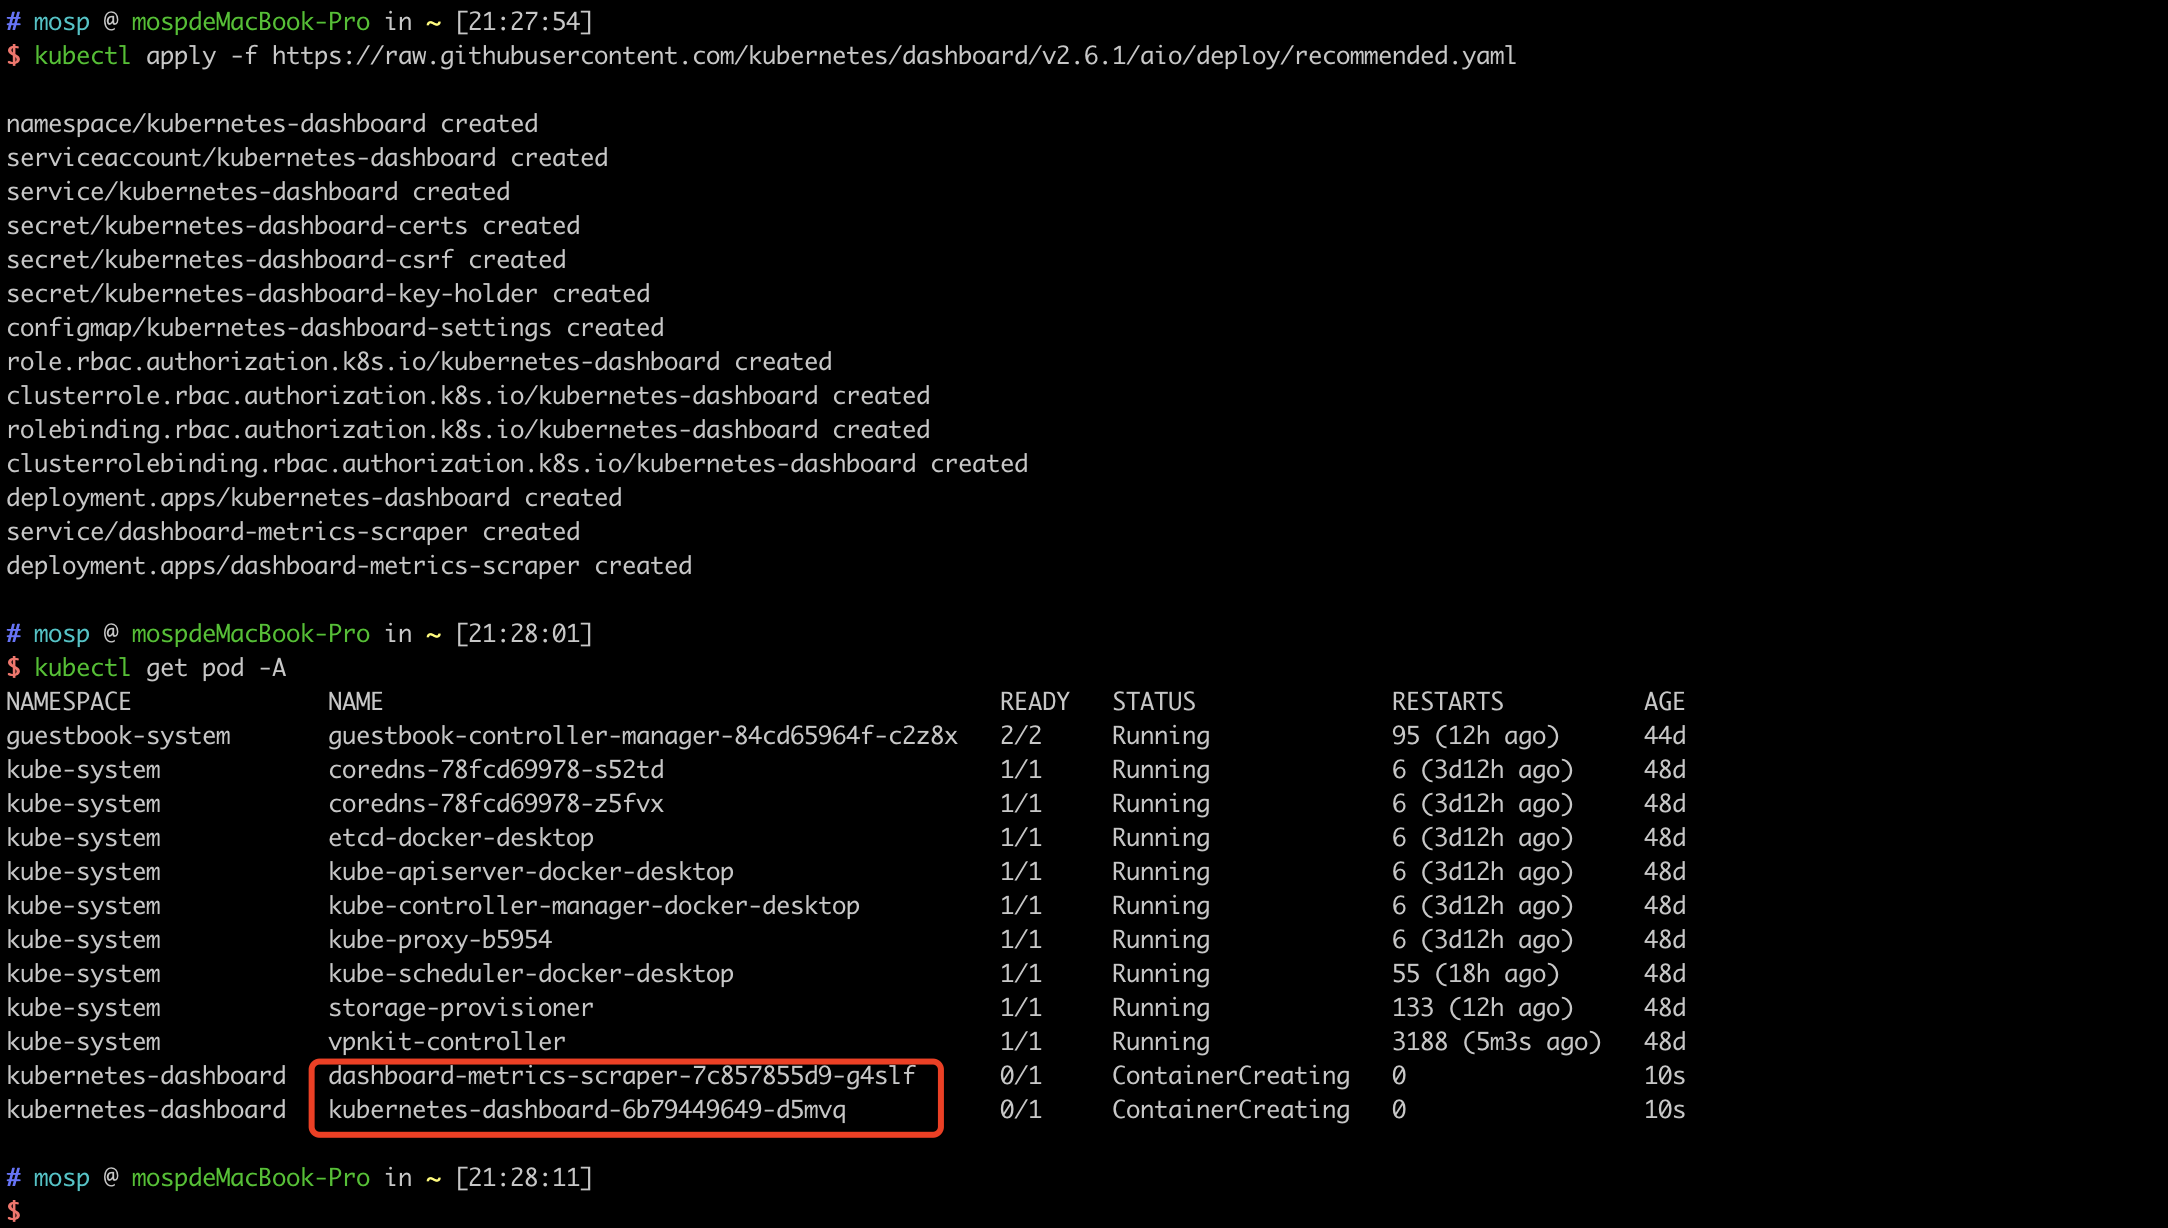 # mosp @ mospdeMacBook-Pro in ~ [21:27:54]
$ kubectl apply -f https://raw.githubusercontent.com/kubernetes/dashboard/v2.6.1/aio/deploy/recommended.yaml
namespace/kubernetes-dashboard created
serviceaccount/kubernetes-dashboard created
service/kubernetes-dashboard created
secret/kubernetes-dashboard-certs created
secret/kubernetes-dashboard-csrf created
secret/kubernetes-dashboard-key-holder created
configmap/kubernetes-dashboard-settings created
role.rbac.authorization.k8s.io/kubernetes-dashboard created
clusterrole.rbac.authorization.k8s.io/kubernetes-dashboard created
rolebinding.rbac.authorization.k8s.io/kubernetes-dashboard created
clusterrolebinding.rbac.authorization.k8s.io/kubernetes-dashboard created
deployment.apps/kubernetes-dashboard created
service/dashboard-metrics-scraper created
deployment.apps/dashboard-metrics-scraper created
# mosp @ mospdeMacBook-Pro in ~ [21:28:01]
$ kubectl get pod -A
NAMESPACE NAME READY STATUS RESTARTS AGE
guestbook-system guestbook-controller-manager-84cd65964f-c2z8x 2/2 Running 95 (12h ago) 44d
kube-system coredns-78fcd69978-s52td 1/1 Running 6 (3d12h ago) 48d
kube-system coredns-78fcd69978-z5fvx 1/1 Running 6 (3d12h ago) 48d
kube-system etcd-docker-desktop 1/1 Running 6 (3d12h ago) 48d
kube-system kube-apiserver-docker-desktop 1/1 Running 6 (3d12h ago) 48d
kube-system kube-controller-manager-docker-desktop 1/1 Running 6 (3d12h ago) 48d
kube-system kube-proxy-b5954 1/1 Running 6 (3d12h ago) 48d
kube-system kube-scheduler-docker-desktop 1/1 Running 55 (18h ago) 48d
kube-system storage-provisioner 1/1 Running 133 (12h ago) 48d
kube-system vpnkit-controller 1/1 Running 3188 (5m3s ago) 48d
kubernetes-dashboard dashboard-metrics-scraper-7c857855d9-g4slf 0/1 ContainerCreating 0 10s
kubernetes-dashboard kubernetes-dashboard-6b79449649-d5mvq 0/1 ContainerCreating 0 10s
# mosp @ mospdeMacBook-Pro in ~ [21:28:11]
$